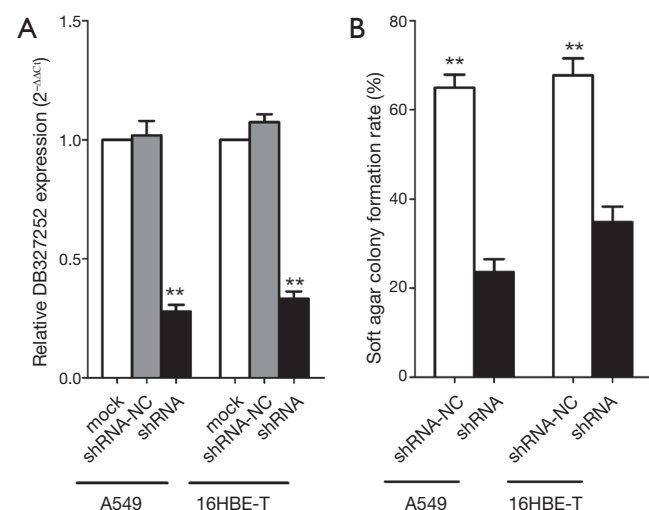 A
Relative DB327252 expression (2⁻ΔΔCt)
1.5
1.0
0.5
0.0
** **
mock shRNA-NC shRNA mock shRNA-NC shRNA
A549 16HBE-T
B
Soft agar colony formation rate (%)
80
60
40
20
0
** **
shRNA-NC shRNA shRNA-NC shRNA
A549 16HBE-T